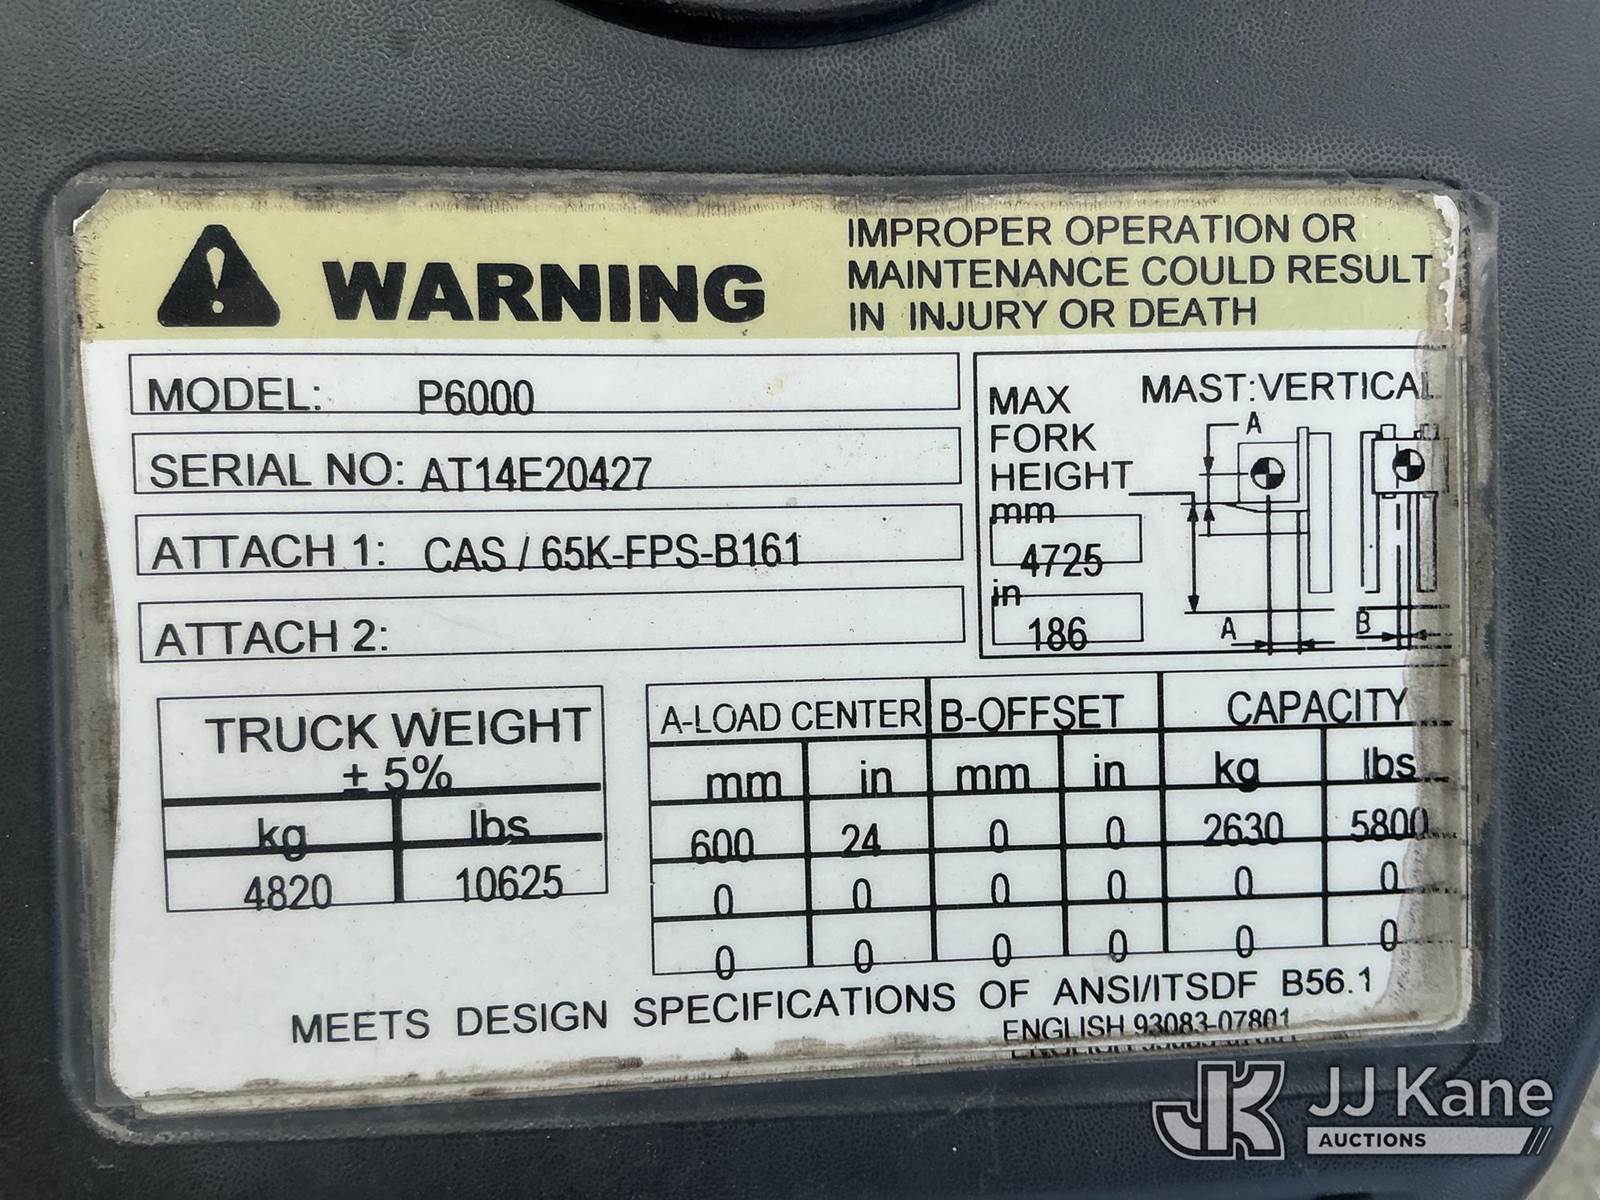 WARNING
IMPROPER OPERATION OR
MAINTENANCE COULD RESULT
IN INJURY OR DEATH
MODEL: P6000
SERIAL NO: AT14E20427
ATTACH 1: CAS / 65K-FPS-B161
ATTACH 2:
MAX
FORK
HEIGHT
mm
4725
in
186
MAST:VERTICAL
A
A
B
TRUCK WEIGHT
± 5%
kg lbs
4820 10625
A-LOAD CENTER B-OFFSET CAPACITY
mm in mm in kg lbs
600 24 0 0 2630 5800
0 0 0 0 0 0
0 0 0 0 0 0
MEETS DESIGN SPECIFICATIONS OF ANSI/ITSDF B56.1
ENGLISH 93083-07801
JK
JJ Kane
AUCTIONS